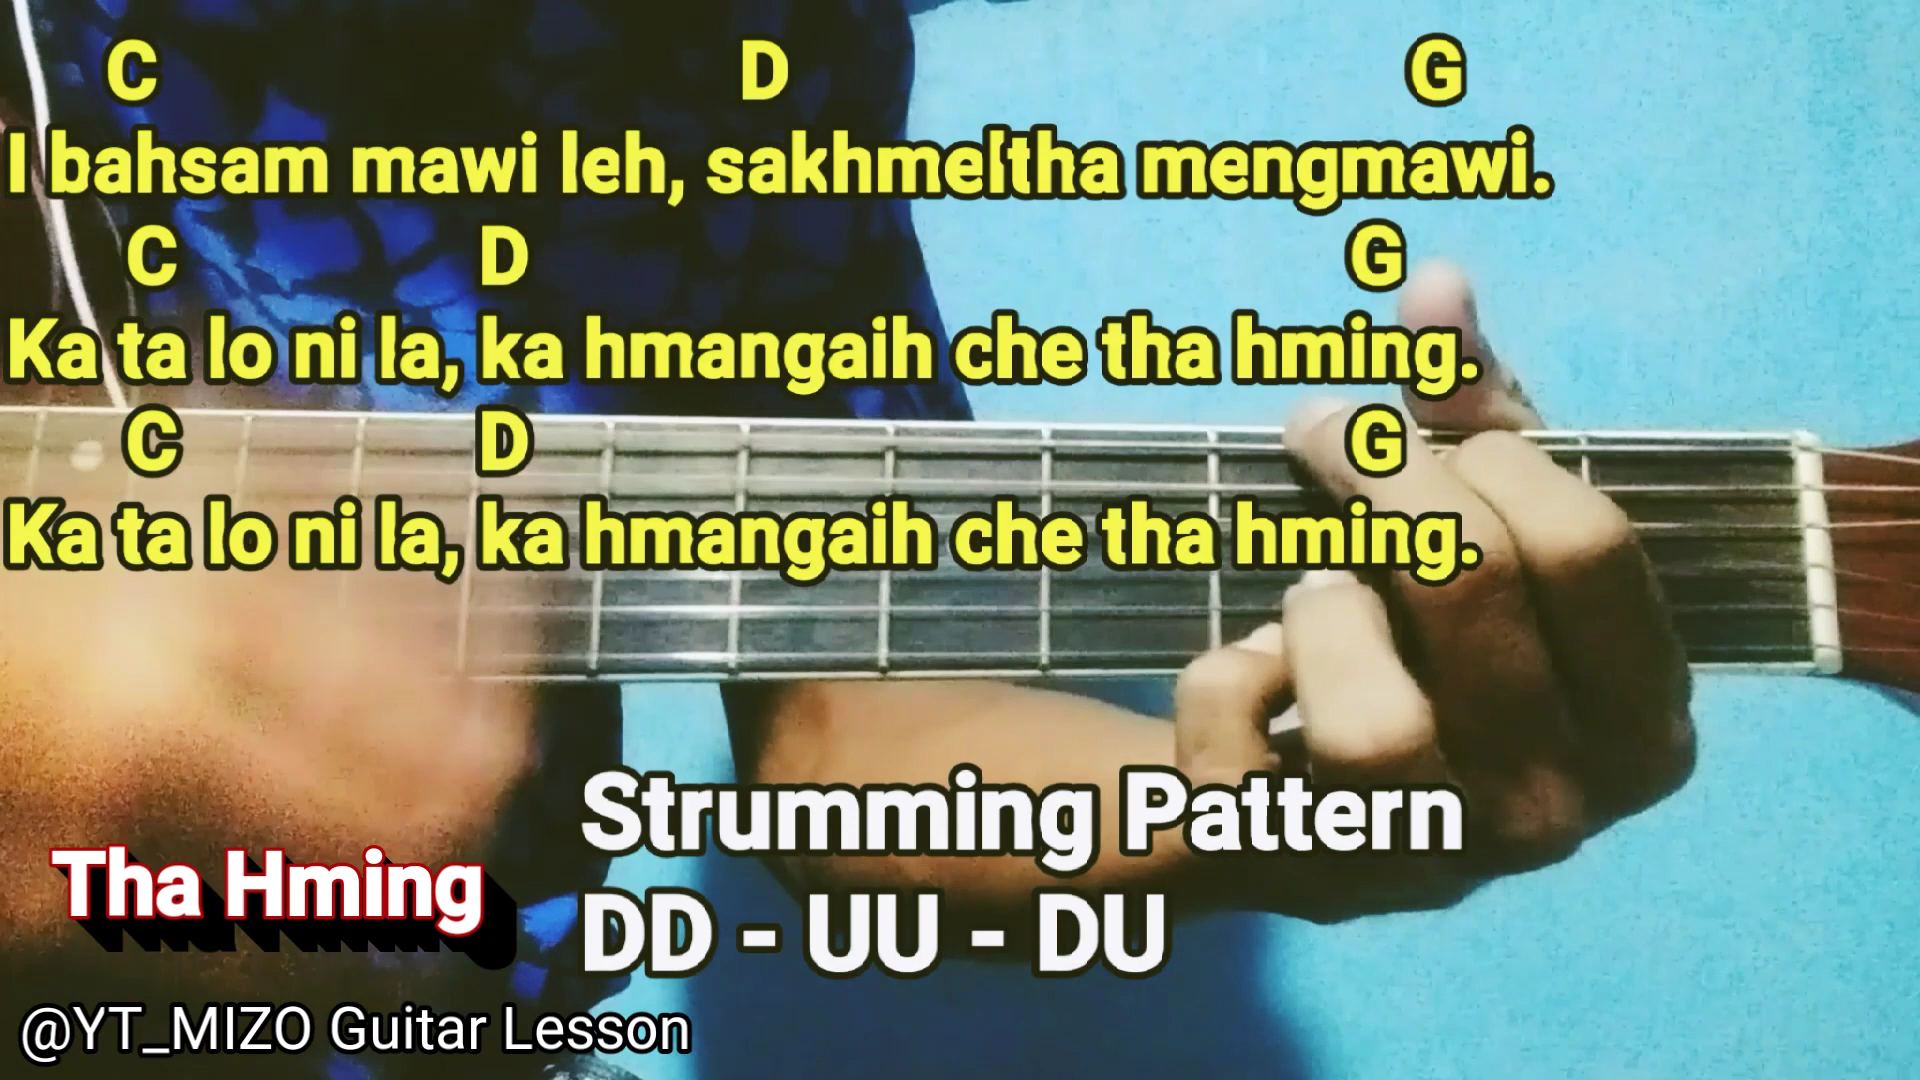 C D G
I bahsam mawi leh, sakhmeltha mengmawi.
C D G
Ka ta lo ni la, ka hmangaih che tha hming.
C D G
Ka ta lo ni la, ka hmangaih che tha hming.
Strumming Pattern
DD - UU - DU
Tha Hming
@YT_MIZO Guitar Lesson